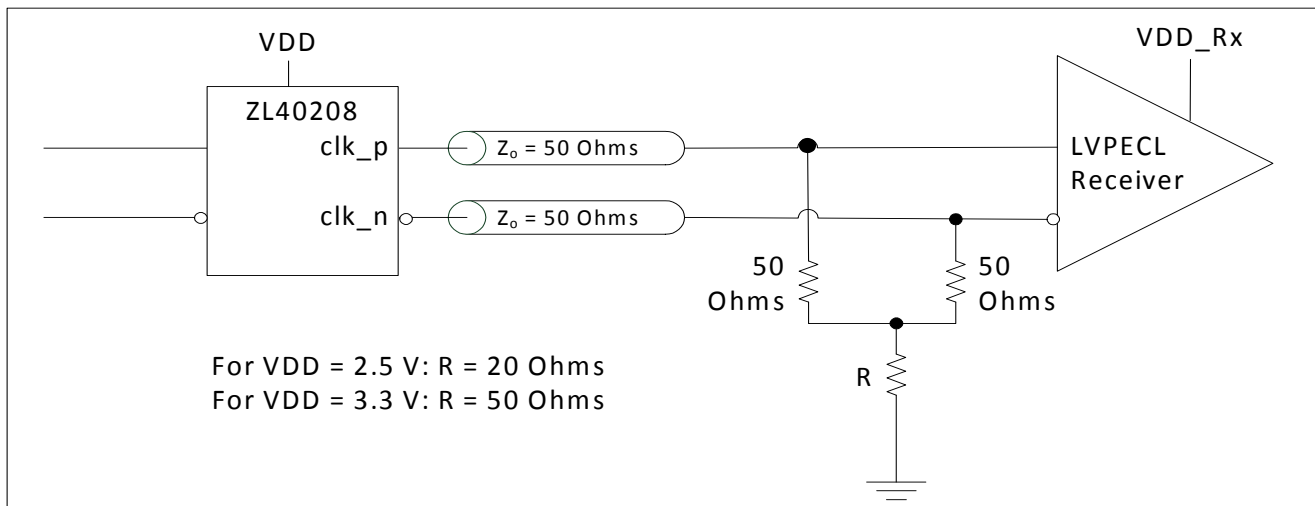 VDD
VDD_Rx
ZL40208
clk_p
Zo = 50 Ohms
LVPECL
Receiver
clk_n
Zo = 50 Ohms
50
Ohms
50
Ohms
R
For VDD = 2.5 V: R = 20 Ohms
For VDD = 3.3 V: R = 50 Ohms